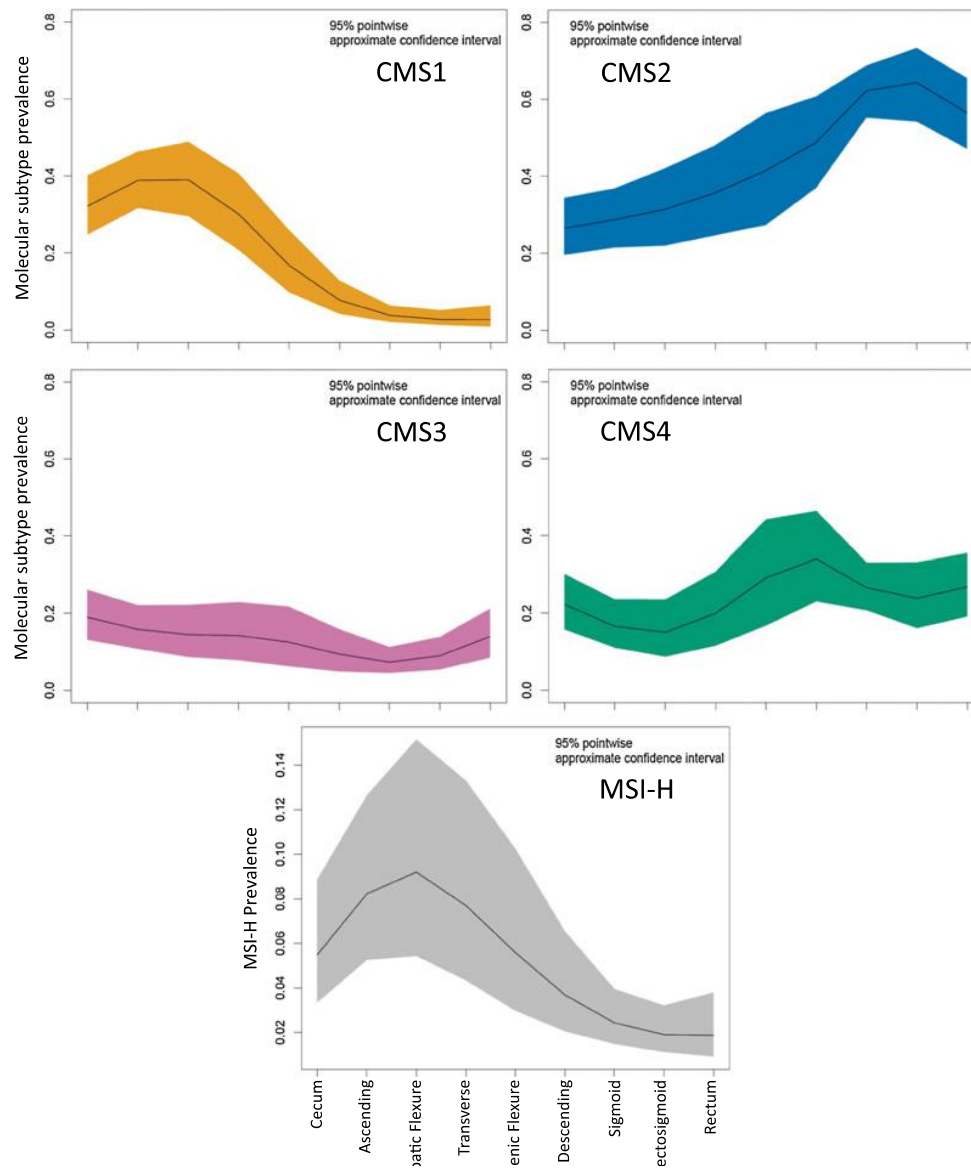 95% pointwise
approximate confidence interval
CMS1
Molecular subtype prevalence
0.8
0.6
0.4
0.2
0.0
95% pointwise
approximate confidence interval
CMS2
0.8
0.6
0.4
0.2
0.0
95% pointwise
approximate confidence interval
CMS3
Molecular subtype prevalence
0.8
0.6
0.4
0.2
0.0
95% pointwise
approximate confidence interval
CMS4
0.8
0.6
0.4
0.2
0.0
95% pointwise
approximate confidence interval
MSI-H
MSI-H Prevalence
0.14
0.12
0.10
0.08
0.06
0.04
0.02
Cecum
Ascending
patic Flexure
Transverse
enic Flexure
Descending
Sigmoid
ectosigmoid
Rectum